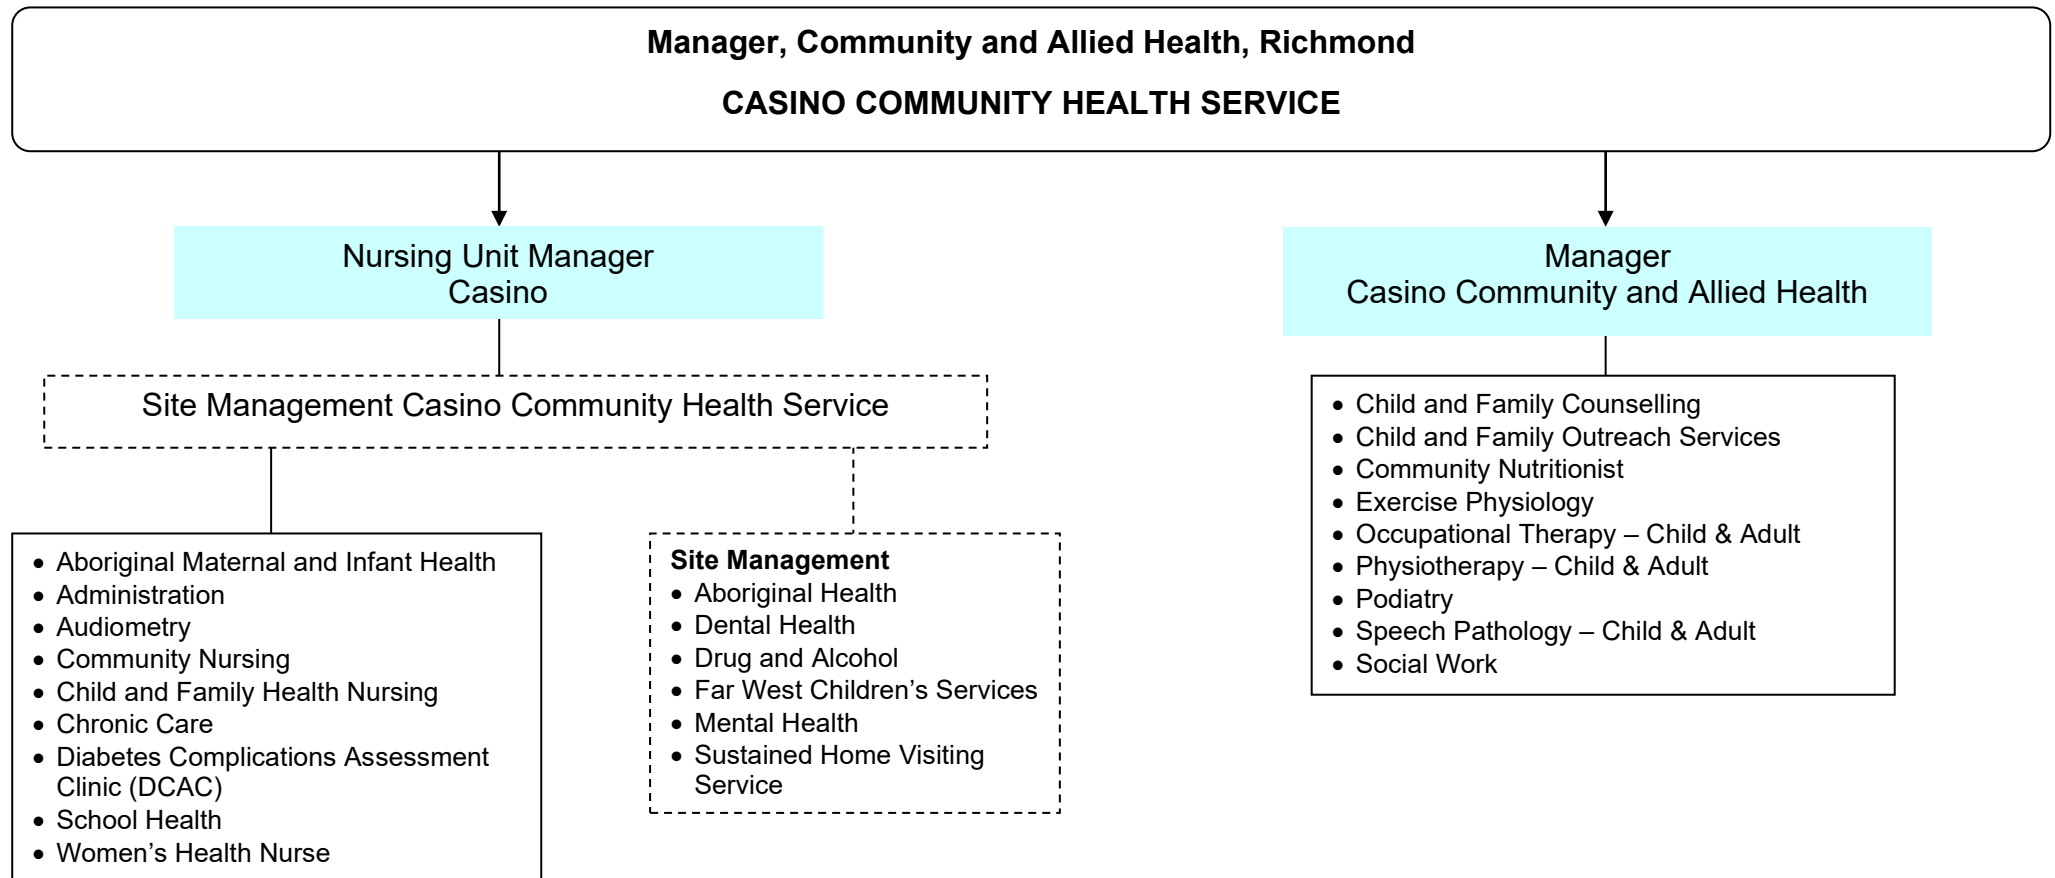 Manager, Community and Allied Health, Richmond
CASINO COMMUNITY HEALTH SERVICE
Nursing Unit Manager
Casino
Manager
Casino Community and Allied Health
Site Management Casino Community Health Service
• Aboriginal Maternal and Infant Health
• Administration
• Audiometry
• Community Nursing
• Child and Family Health Nursing
• Chronic Care
• Diabetes Complications Assessment
Clinic (DCAC)
• School Health
• Women’s Health Nurse
Site Management
• Aboriginal Health
• Dental Health
• Drug and Alcohol
• Far West Children’s Services
• Mental Health
• Sustained Home Visiting
Service
• Child and Family Counselling
• Child and Family Outreach Services
• Community Nutritionist
• Exercise Physiology
• Occupational Therapy – Child & Adult
• Physiotherapy – Child & Adult
• Podiatry
• Speech Pathology – Child & Adult
• Social Work